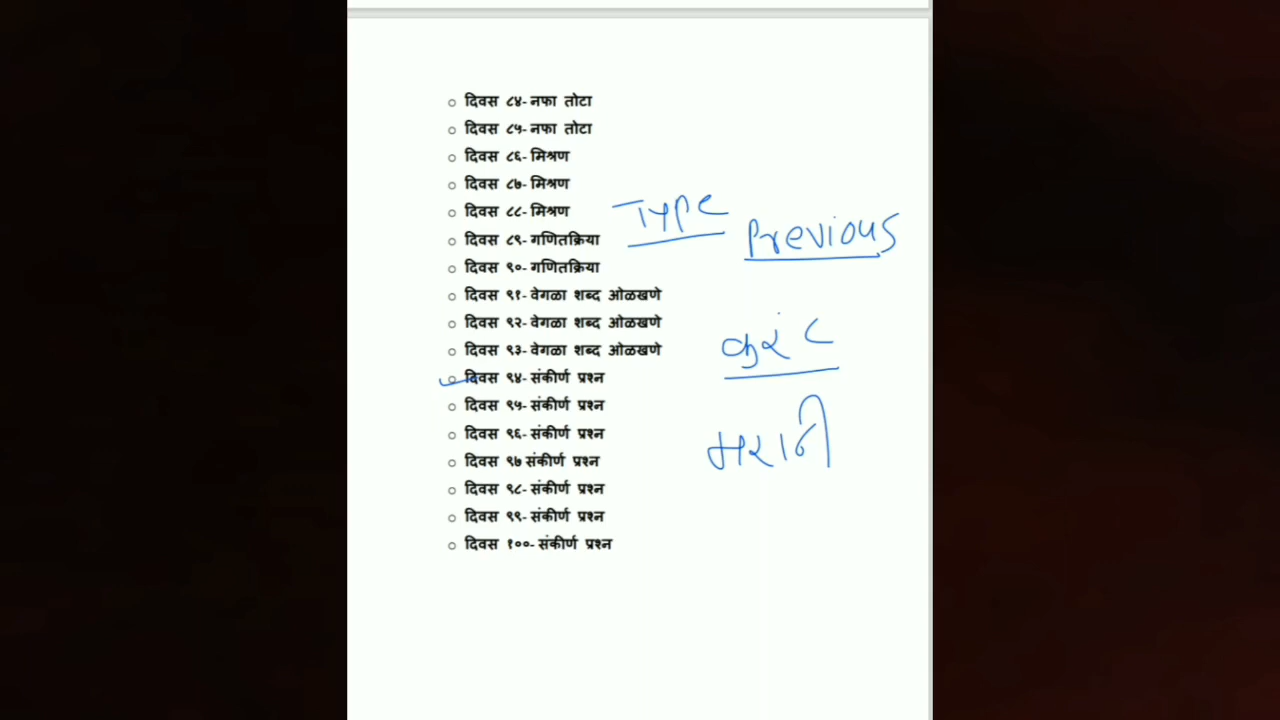 दिवस ८४- नफा तोटा
दिवस ८५- नफा तोटा
दिवस ८६- मिश्रण
दिवस ८७- मिश्रण
दिवस ८८- मिश्रण
Type
दिवस ८९- गणितक्रिया
Previous
दिवस ९०- गणितक्रिया
दिवस ९१- वेगळा शब्द ओळखणे
दिवस ९२- वेगळा शब्द ओळखणे
दिवस ९३- वेगळा शब्द ओळखणे
दिवस ९४- संकीर्ण प्रश्न
दिवस ९५- संकीर्ण प्रश्न
दिवस ९६- संकीर्ण प्रश्न
दिवस ९७ संकीर्ण प्रश्न
दिवस ९८- संकीर्ण प्रश्न
दिवस ९९- संकीर्ण प्रश्न
दिवस १००- संकीर्ण प्रश्न